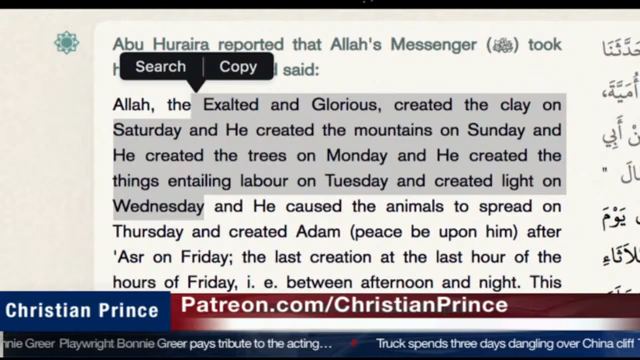 Abu Huraira reported that Allah's Messenger (ﷺ) took
said:
Search Copy
Allah, the Exalted and Glorious, created the clay on
Saturday and He created the mountains on Sunday and
He created the trees on Monday and He created the
things entailing labour on Tuesday and created light on
Wednesday and He caused the animals to spread on
Thursday and created Adam (peace be upon him) after
'Asr on Friday; the last creation at the last hour of the
hours of Friday, i. e. between afternoon and night. This
Christian Prince
Patreon.com/ChristianPrince
nnie Greer Playwright Bonnie Greer pays tribute to the acting... Truck spends three days dangling over China cliff
حَدَّثَنَا
أُمَيَّةَ،
بْنِ أَبِي
"
يَوْمَ